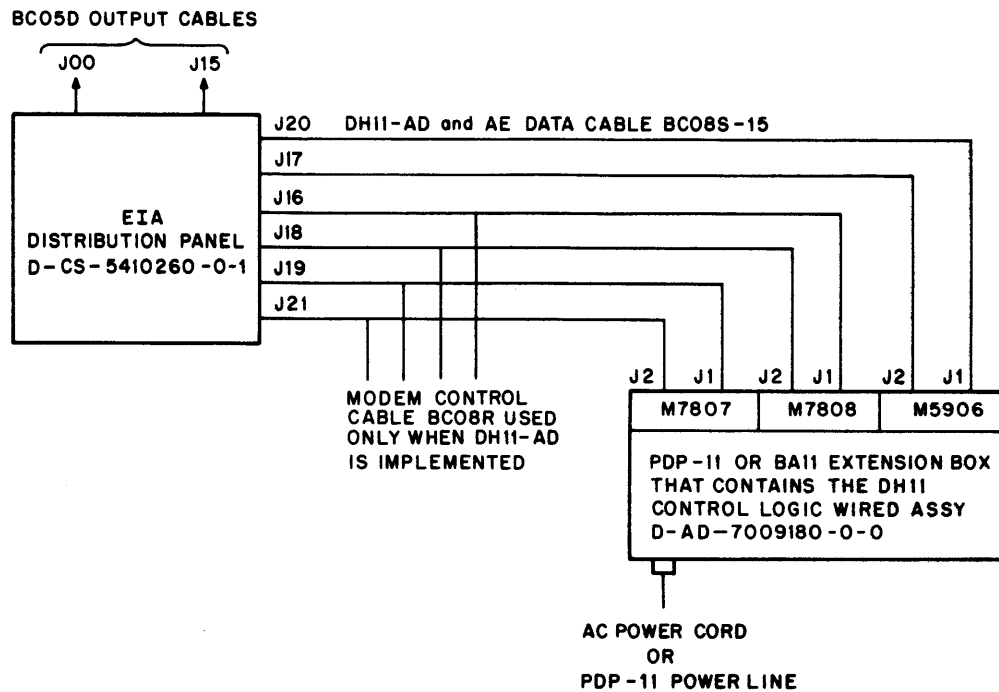 BC05D OUTPUT CABLES
J00 J15
J20 DH11-AD and AE DATA CABLE BC08S-15
J17
J16
J18
J19
J21
EIA
DISTRIBUTION PANEL
D-CS-5410260-0-1
MODEM CONTROL
CABLE BC08R USED
ONLY WHEN DH11-AD
IS IMPLEMENTED
J2 J1 J2 J1 J2 J1
M7807 M7808 M5906
PDP-11 OR BA11 EXTENSION BOX
THAT CONTAINS THE DH11
CONTROL LOGIC WIRED ASSY
D-AD-7009180-0-0
AC POWER CORD
OR
PDP-11 POWER LINE